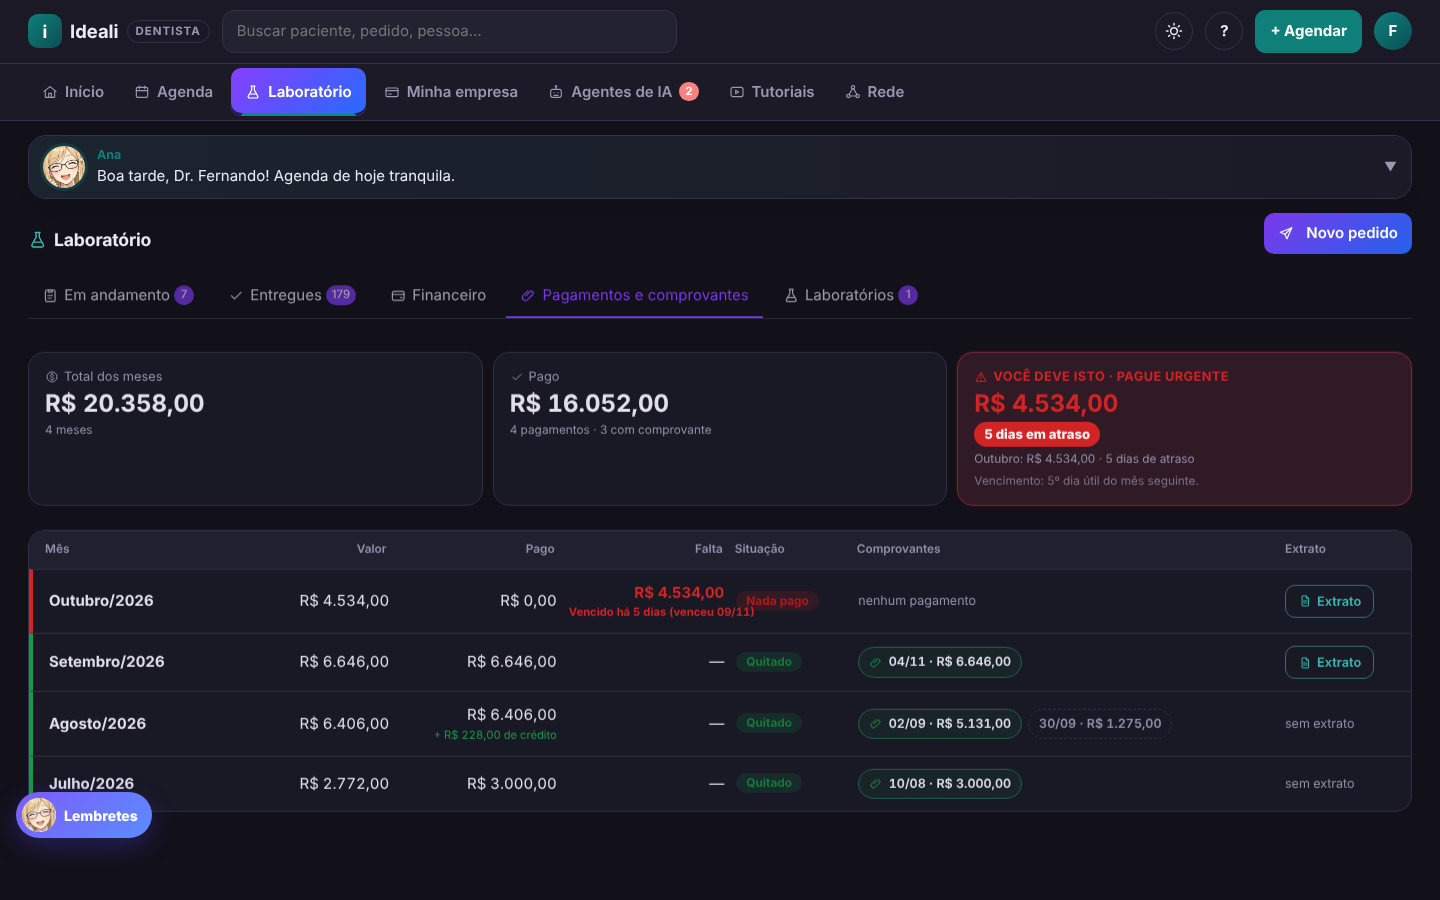 i Ideali DENTISTA Buscar paciente, pedido, pessoa... ? + Agendar F
Início Agenda Laboratório Minha empresa Agentes de IA 2 Tutoriais Rede
Ana
Boa tarde, Dr. Fernando! Agenda de hoje tranquila.
Laboratório
Novo pedido
Em andamento 7 Entregues 179 Financeiro Pagamentos e comprovantes Laboratórios 1
Total dos meses
R$ 20.358,00
4 meses
Pago
R$ 16.052,00
4 pagamentos · 3 com comprovante
VOCÊ DEVE ISTO · PAGUE URGENTE
R$ 4.534,00
5 dias em atraso
Outubro: R$ 4.534,00 · 5 dias de atraso
Vencimento: 5º dia útil do mês seguinte.
Mês Valor Pago Falta Situação Comprovantes Extrato
Outubro/2026 R$ 4.534,00 R$ 0,00 R$ 4.534,00 Nada pago nenhum pagamento Extrato
Vencido há 5 dias (venceu 09/11)
Setembro/2026 R$ 6.646,00 R$ 6.646,00 — Quitado 04/11 · R$ 6.646,00 Extrato
Agosto/2026 R$ 6.406,00 R$ 6.406,00 — Quitado 02/09 · R$ 5.131,00 30/09 · R$ 1.275,00 sem extrato
+ R$ 228,00 de crédito
Julho/2026 R$ 2.772,00 R$ 3.000,00 — Quitado 10/08 · R$ 3.000,00 sem extrato
Lembretes